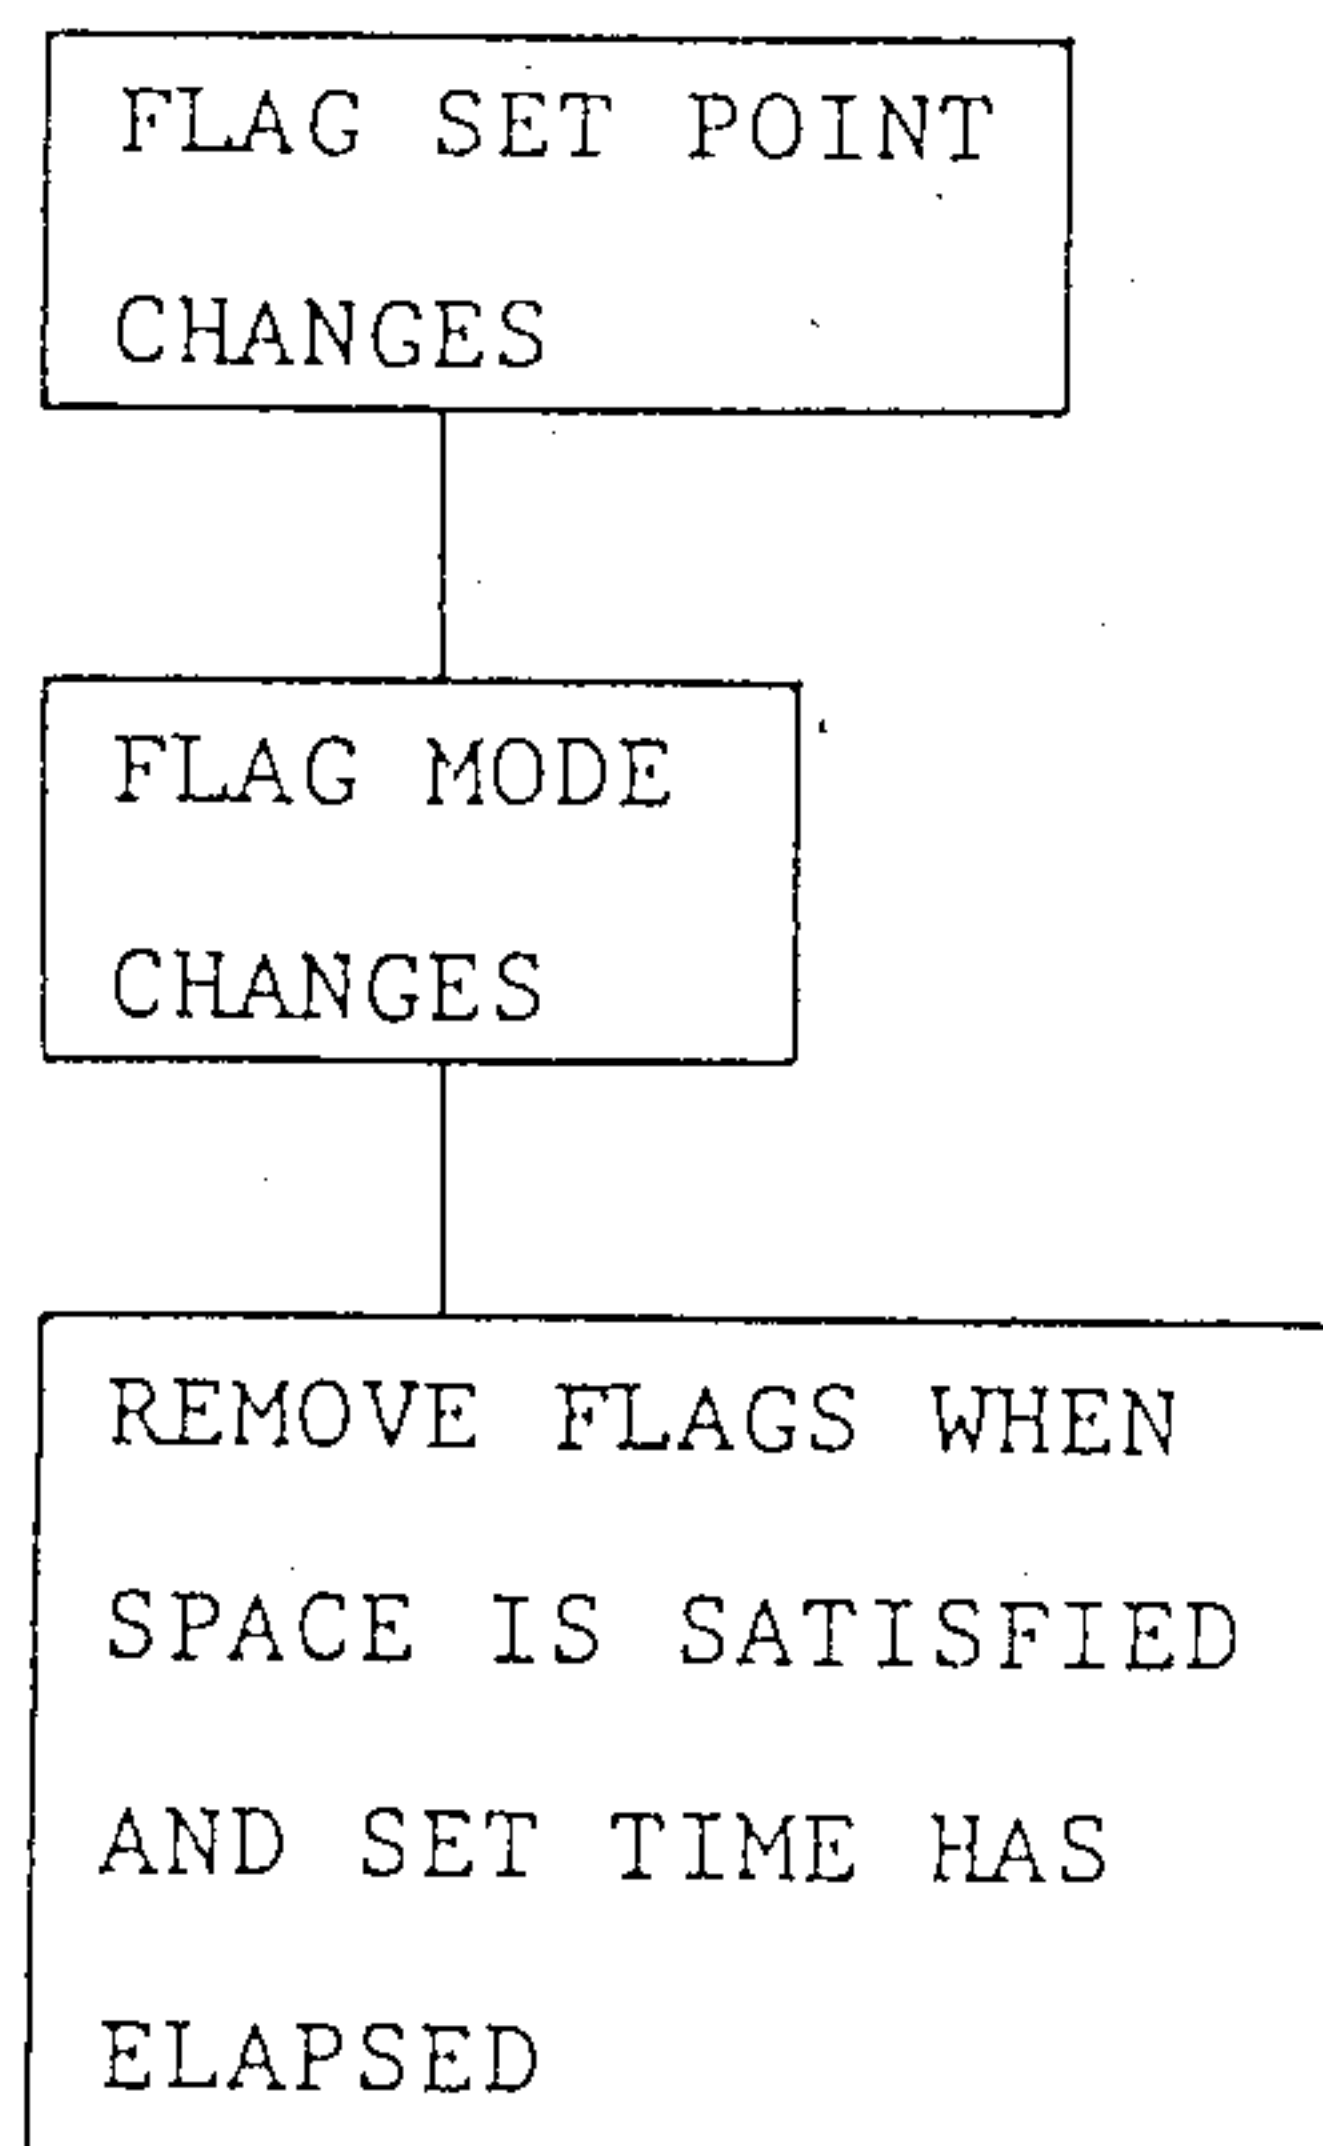 FLAG SET POINT
CHANGES
FLAG MODE
CHANGES
REMOVE FLAGS WHEN
SPACE IS SATISFIED
AND SET TIME HAS
ELAPSED